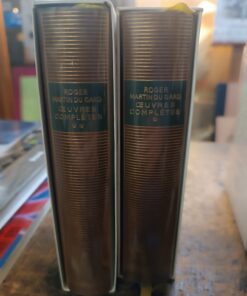 ROGER
MARTIN DU GARD
ŒUVRES
COMPLÈTES
ROGER
MARTIN DU GARD
ŒUVRES
COMPLÈTES